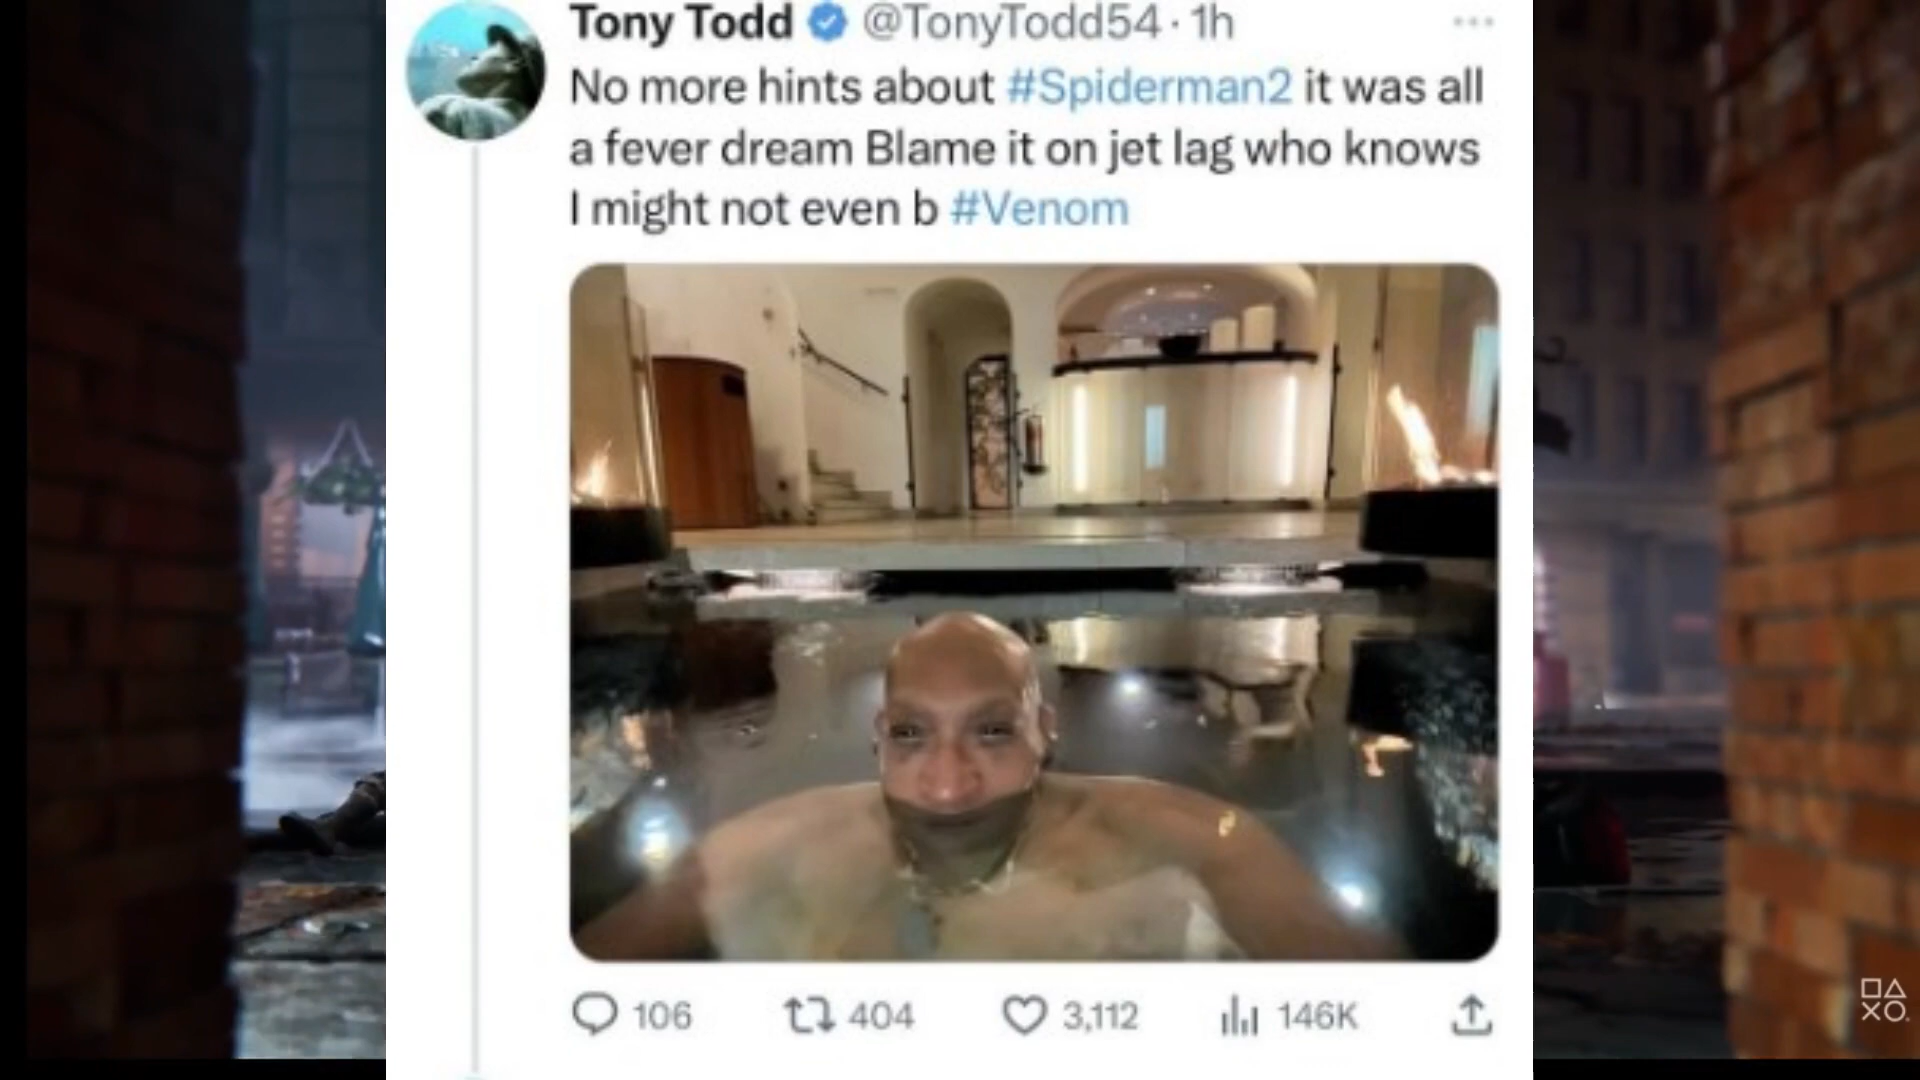 Tony Todd @TonyTodd54 · 1h
No more hints about #Spiderman2 it was all
a fever dream Blame it on jet lag who knows
I might not even b #Venom
106 404 3,112 146K